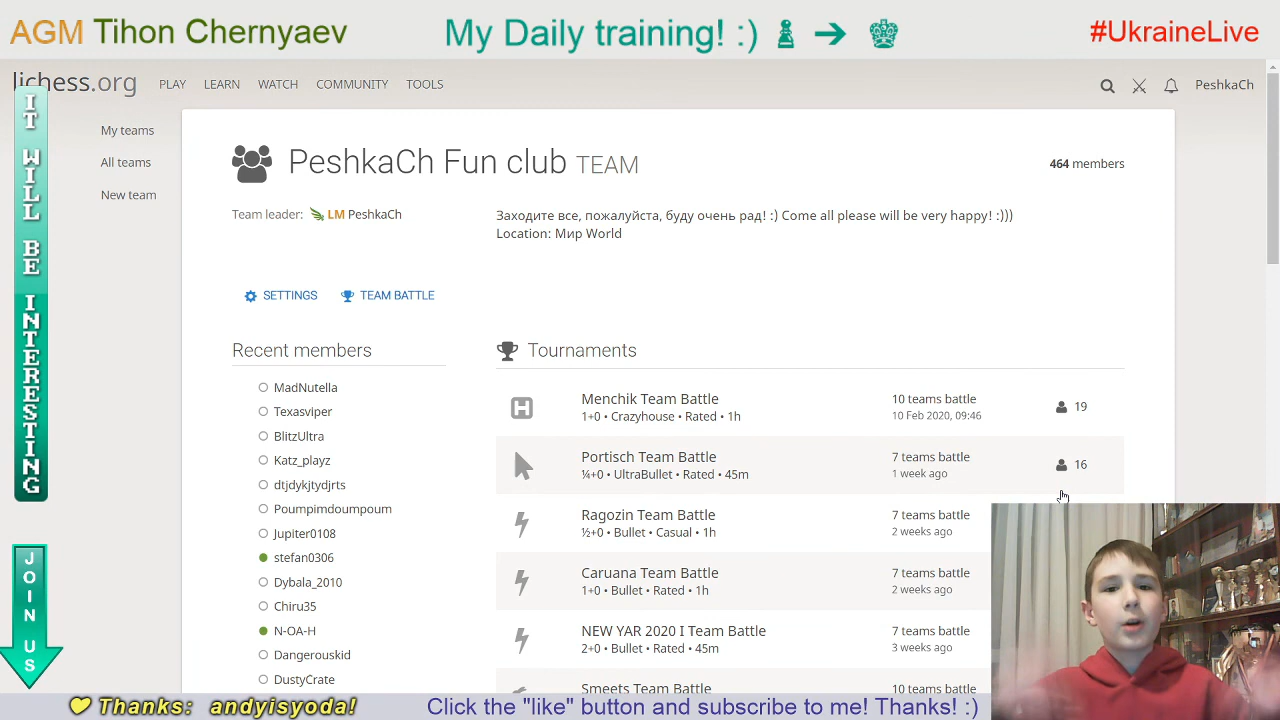 AGM Tihon Chernyaev
My Daily training! :) ♟ → ♚
#UkraineLive
lichess.org
PLAY LEARN WATCH COMMUNITY TOOLS
PeshkaCh
IT WILL BE INTERESTING
JOIN US
My teams
All teams
New team
PeshkaCh Fun club TEAM
464 members
Team leader: LM PeshkaCh
Заходите все, пожалуйста, буду очень рад! :) Come all please will be very happy! :)))
Location: Мир World
SETTINGS
TEAM BATTLE
Recent members
MadNutella
Texasviper
BlitzUltra
Katz_playz
dtjdykjtydjrts
Poumpimdoumpoum
Jupiter0108
stefan0306
Dybala_2010
Chiru35
N-OA-H
Dangerouskid
DustyCrate
Tournaments
Menchik Team Battle
1+0 • Crazyhouse • Rated • 1h
10 teams battle
10 Feb 2020, 09:46
19
Portisch Team Battle
¼+0 • UltraBullet • Rated • 45m
7 teams battle
1 week ago
16
Ragozin Team Battle
½+0 • Bullet • Casual • 1h
7 teams battle
2 weeks ago
Caruana Team Battle
1+0 • Bullet • Rated • 1h
7 teams battle
2 weeks ago
NEW YAR 2020 I Team Battle
2+0 • Bullet • Rated • 45m
7 teams battle
3 weeks ago
Smeets Team Battle
10 teams battle
Thanks: andyisyoda!
Click the "like" button and subscribe to me! Thanks! :)